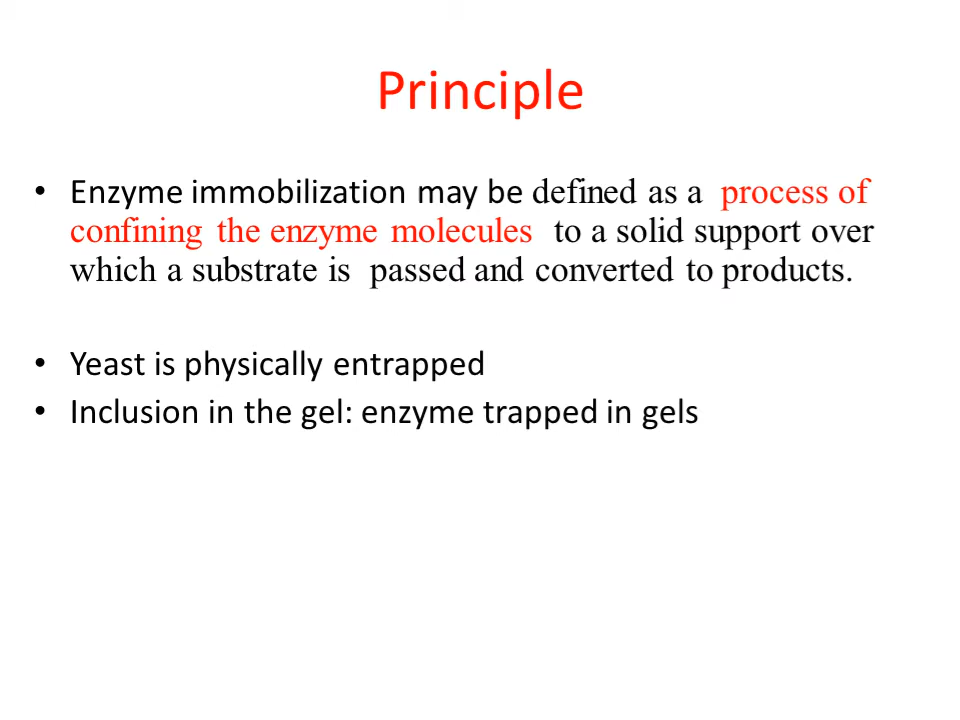 Principle
• Enzyme immobilization may be defined as a process of
confining the enzyme molecules to a solid support over
which a substrate is passed and converted to products.
• Yeast is physically entrapped
• Inclusion in the gel: enzyme trapped in gels